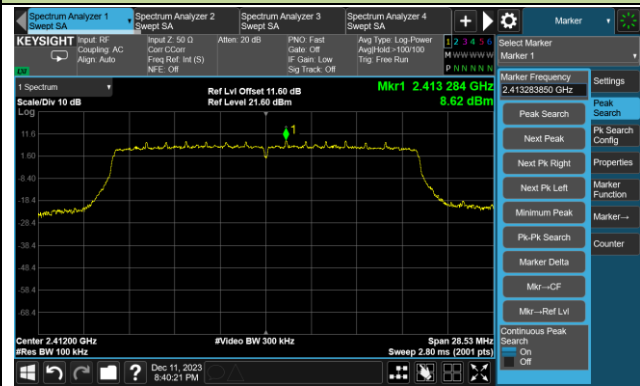 Spectrum Analyzer 1
Swept SA
Spectrum Analyzer 2
Swept SA
Spectrum Analyzer 3
Swept SA
Spectrum Analyzer 4
Swept SA
Marker
KEYSIGHT
Input: RF
Coupling: AC
Align: Auto
Input Z: 50 Ω
Corr CCorr
Freq Ref: Int (S)
NFE: Off
Atten: 20 dB
PNO: Fast
Gate: Off
IF Gain: Low
Sig Track: Off
Avg Type: Log-Power
Avg|Hold >100/100
Trig: Free Run
1 2 3 4 5 6
M W W W W W
P N N N N N
Select Marker
Marker 1
1 Spectrum
Scale/Div 10 dB
Log
Ref Lvl Offset 11.60 dB
Ref Level 21.60 dBm
Mkr1 2.413 284 GHz
8.62 dBm
1
11.6
1.60
-8.40
-18.4
-28.4
-38.4
-48.4
-58.4
-68.4
Center 2.41200 GHz
#Res BW 100 kHz
#Video BW 300 kHz
Span 28.53 MHz
Sweep 2.80 ms (2001 pts)
Marker Frequency
2.413283850 GHz
Peak Search
Next Peak
Next Pk Right
Next Pk Left
Minimum Peak
Pk-Pk Search
Marker Delta
Mkr→CF
Mkr→Ref Lvl
Continuous Peak
Search
On
Off
Settings
Peak
Search
Pk Search
Config
Properties
Marker
Function
Marker→
Counter
?
Dec 11, 2023
8:40:21 PM